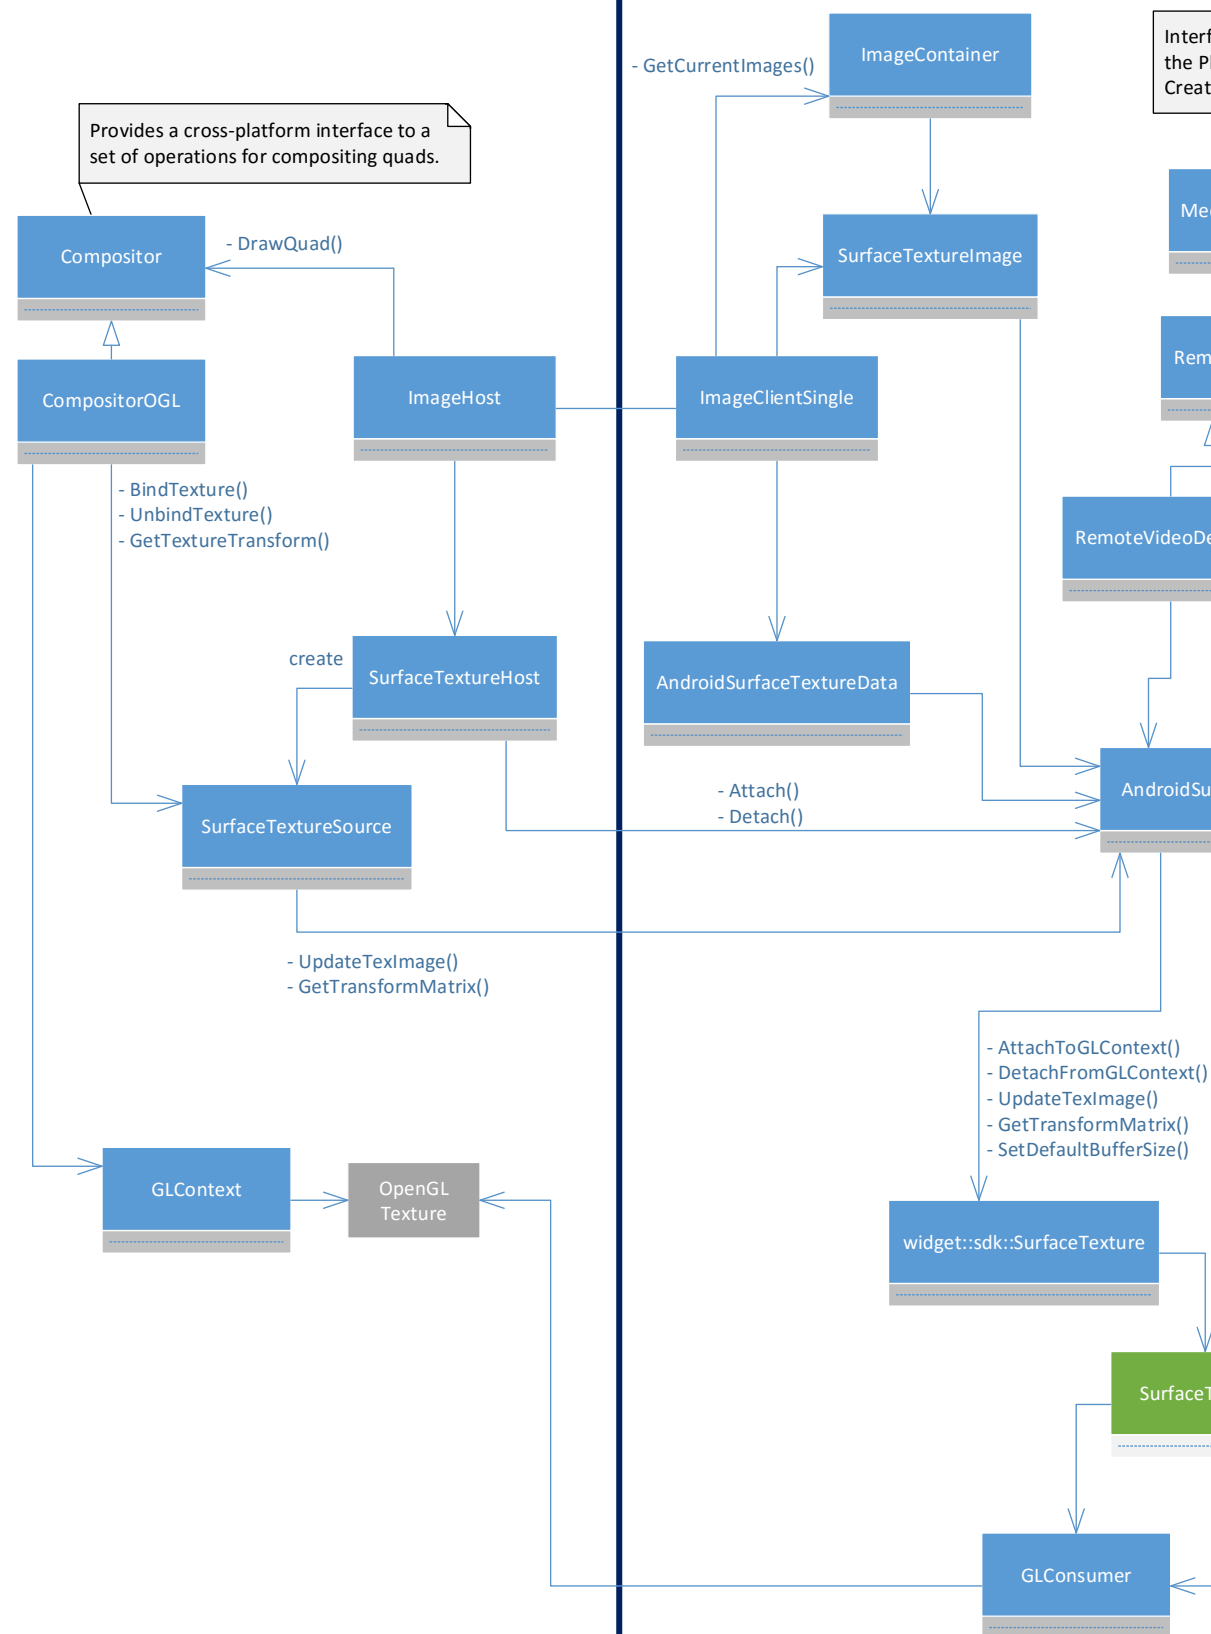 ImageContainer
- GetCurrentImages()
Provides a cross-platform interface to a
set of operations for compositing quads.
Compositor
- DrawQuad()
SurfaceTextureImage
CompositorOGL
ImageHost
ImageClientSingle
- BindTexture()
- UnbindTexture()
- GetTextureTransform()
create
SurfaceTextureHost
AndroidSurfaceTextureData
SurfaceTextureSource
- Attach()
- Detach()
- UpdateTexImage()
- GetTransformMatrix()
- AttachToGLContext()
- DetachFromGLContext()
- UpdateTexImage()
- GetTransformMatrix()
- SetDefaultBufferSize()
GLContext
OpenGL
Texture
widget::sdk::SurfaceTexture
GLConsumer